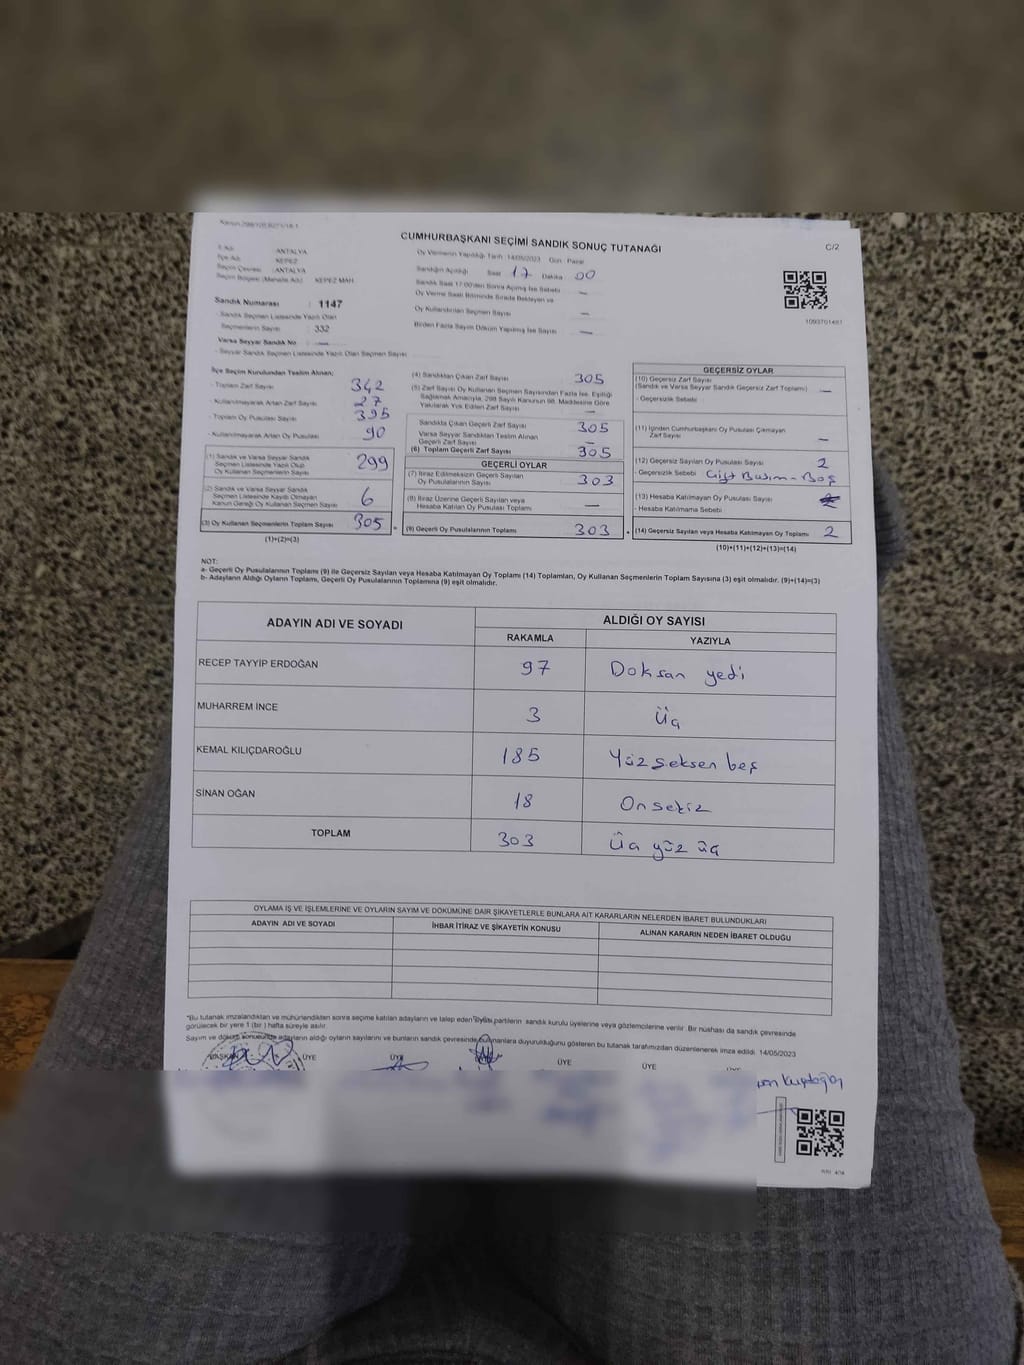 CUMHURBAŞKANI SEÇİMİ SANDIK SONUÇ TUTANAĞI
C/2
İl Adı : ANTALYA
İlçe Adı : KEPEZ
Seçim Çevresi : ANTALYA
Seçim Bölgesi (Mahalle Adı) : KEPEZ MAH
Sandık Numarası : 1147
- Sandık Seçmen Listesinde Yazılı Olan
Seçmenlerin Sayısı : 332
Varsa Seyyar Sandık No : —
- Seyyar Sandık Seçmen Listesinde Yazılı Olan Seçmen Sayısı
Oy Vermenin Yapıldığı Tarih : 14/05/2023 Gün : Pazar
Sandığın Açıldığı Saat 17 Dakika 00
Sandık Saat 17:00'den Sonra Açılmış İse Sebebi —
Oy Verme Saati Bitiminde Sırada Bekleyen ve
Oy Kullandırılan Seçmen Sayısı —
Birden Fazla Sayım Döküm Yapılmış İse Sayısı —
1093701487
İlçe Seçim Kurulundan Teslim Alınan;
- Toplam Zarf Sayısı 342
- Kullanılmayarak Artan Zarf Sayısı 27
- Toplam Oy Pusulası Sayısı 395
- Kullanılmayarak Artan Oy Pusulası 90
(1) Sandık ve Varsa Seyyar Sandık
Seçmen Listesinde Yazılı Olup
Oy Kullanan Seçmenlerin Sayısı 299
(2) Sandık ve Varsa Seyyar Sandık
Seçmen Listesinde Kayıtlı Olmayan
Kanun Gereği Oy Kullanan Seçmen Sayısı 6
(3) Oy Kullanan Seçmenlerin Toplam Sayısı 305
(1)+(2)=(3)
(4) Sandıktan Çıkan Zarf Sayısı 305
(5) Zarf Sayısı Oy Kullanan Seçmen Sayısından Fazla İse, Eşitliği
Sağlamak Amacıyla, 298 Sayılı Kanunun 98. Maddesine Göre
Yakılarak Yok Edilen Zarf Sayısı —
Sandıkta Çıkan Geçerli Zarf Sayısı 305
Varsa Seyyar Sandıktan Teslim Alınan
Geçerli Zarf Sayısı —
(6) Toplam Geçerli Zarf Sayısı 305
GEÇERLİ OYLAR
(7) İtiraz Edilmeksizin Geçerli Sayılan
Oy Pusulalarının Sayısı 303
(8) İtiraz Üzerine Geçerli Sayılan veya
Hesaba Katılan Oy Pusulası Toplamı —
(9) Geçerli Oy Pusulalarının Toplamı 303
GEÇERSİZ OYLAR
(10) Geçersiz Zarf Sayısı
(Sandık ve Varsa Seyyar Sandık Geçersiz Zarf Toplamı) —
- Geçersizlik Sebebi
(11) İçinden Cumhurbaşkanı Oy Pusulası Çıkmayan
Zarf Sayısı —
(12) Geçersiz Sayılan Oy Pusulası Sayısı 2
- Geçersizlik Sebebi Çift Basım - Boş
(13) Hesaba Katılmayan Oy Pusulası Sayısı
- Hesaba Katılmama Sebebi
(14) Geçersiz Sayılan veya Hesaba Katılmayan Oy Toplamı 2
(10)+(11)+(12)+(13)=(14)
NOT:
a- Geçerli Oy Pusulalarının Toplamı (9) ile Geçersiz Sayılan veya Hesaba Katılmayan Oy Toplamı (14) Toplamları, Oy Kullanan Seçmenlerin Toplam Sayısına (3) eşit olmalıdır. (9)+(14)=(3)
b- Adayların Aldığı Oyların Toplamı, Geçerli Oy Pusulalarının Toplamına (9) eşit olmalıdır.
ADAYIN ADI VE SOYADI
ALDIĞI OY SAYISI
RAKAMLA YAZIYLA
RECEP TAYYİP ERDOĞAN 97 Doksan yedi
MUHARREM İNCE 3 Üç
KEMAL KILIÇDAROĞLU 185 Yüz seksen beş
SİNAN OĞAN 18 On sekiz
TOPLAM 303 Üç yüz üç
OYLAMA İŞ VE İŞLEMLERİNE VE OYLARIN SAYIM VE DÖKÜMÜNE DAİR ŞİKAYETLERLE BUNLARA AİT KARARLARIN NELERDEN İBARET BULUNDUKLARI
ADAYIN ADI VE SOYADI İHBAR İTİRAZ VE ŞİKAYETİN KONUSU ALINAN KARARIN NEDEN İBARET OLDUĞU
*Bu tutanak imzalandıktan ve mühürlendikten sonra seçime katılan adayların ve talep eden siyasi partilerin sandık kurulu üyelerine veya gözlemcilerine verilir. Bir nüshası da sandık çevresinde
görülecek bir yere 1 (bir) hafta süreyle asılır.
Sayım ve döküm sonucunda adayların aldığı oyların sayılarını ve bunların sandık çevresinde bulunanlara duyurulduğunu gösteren bu tutanak tarafımızdan düzenlenerek imza edildi. 14/05/2023
BAŞKAN ÜYE ÜYE ÜYE ÜYE